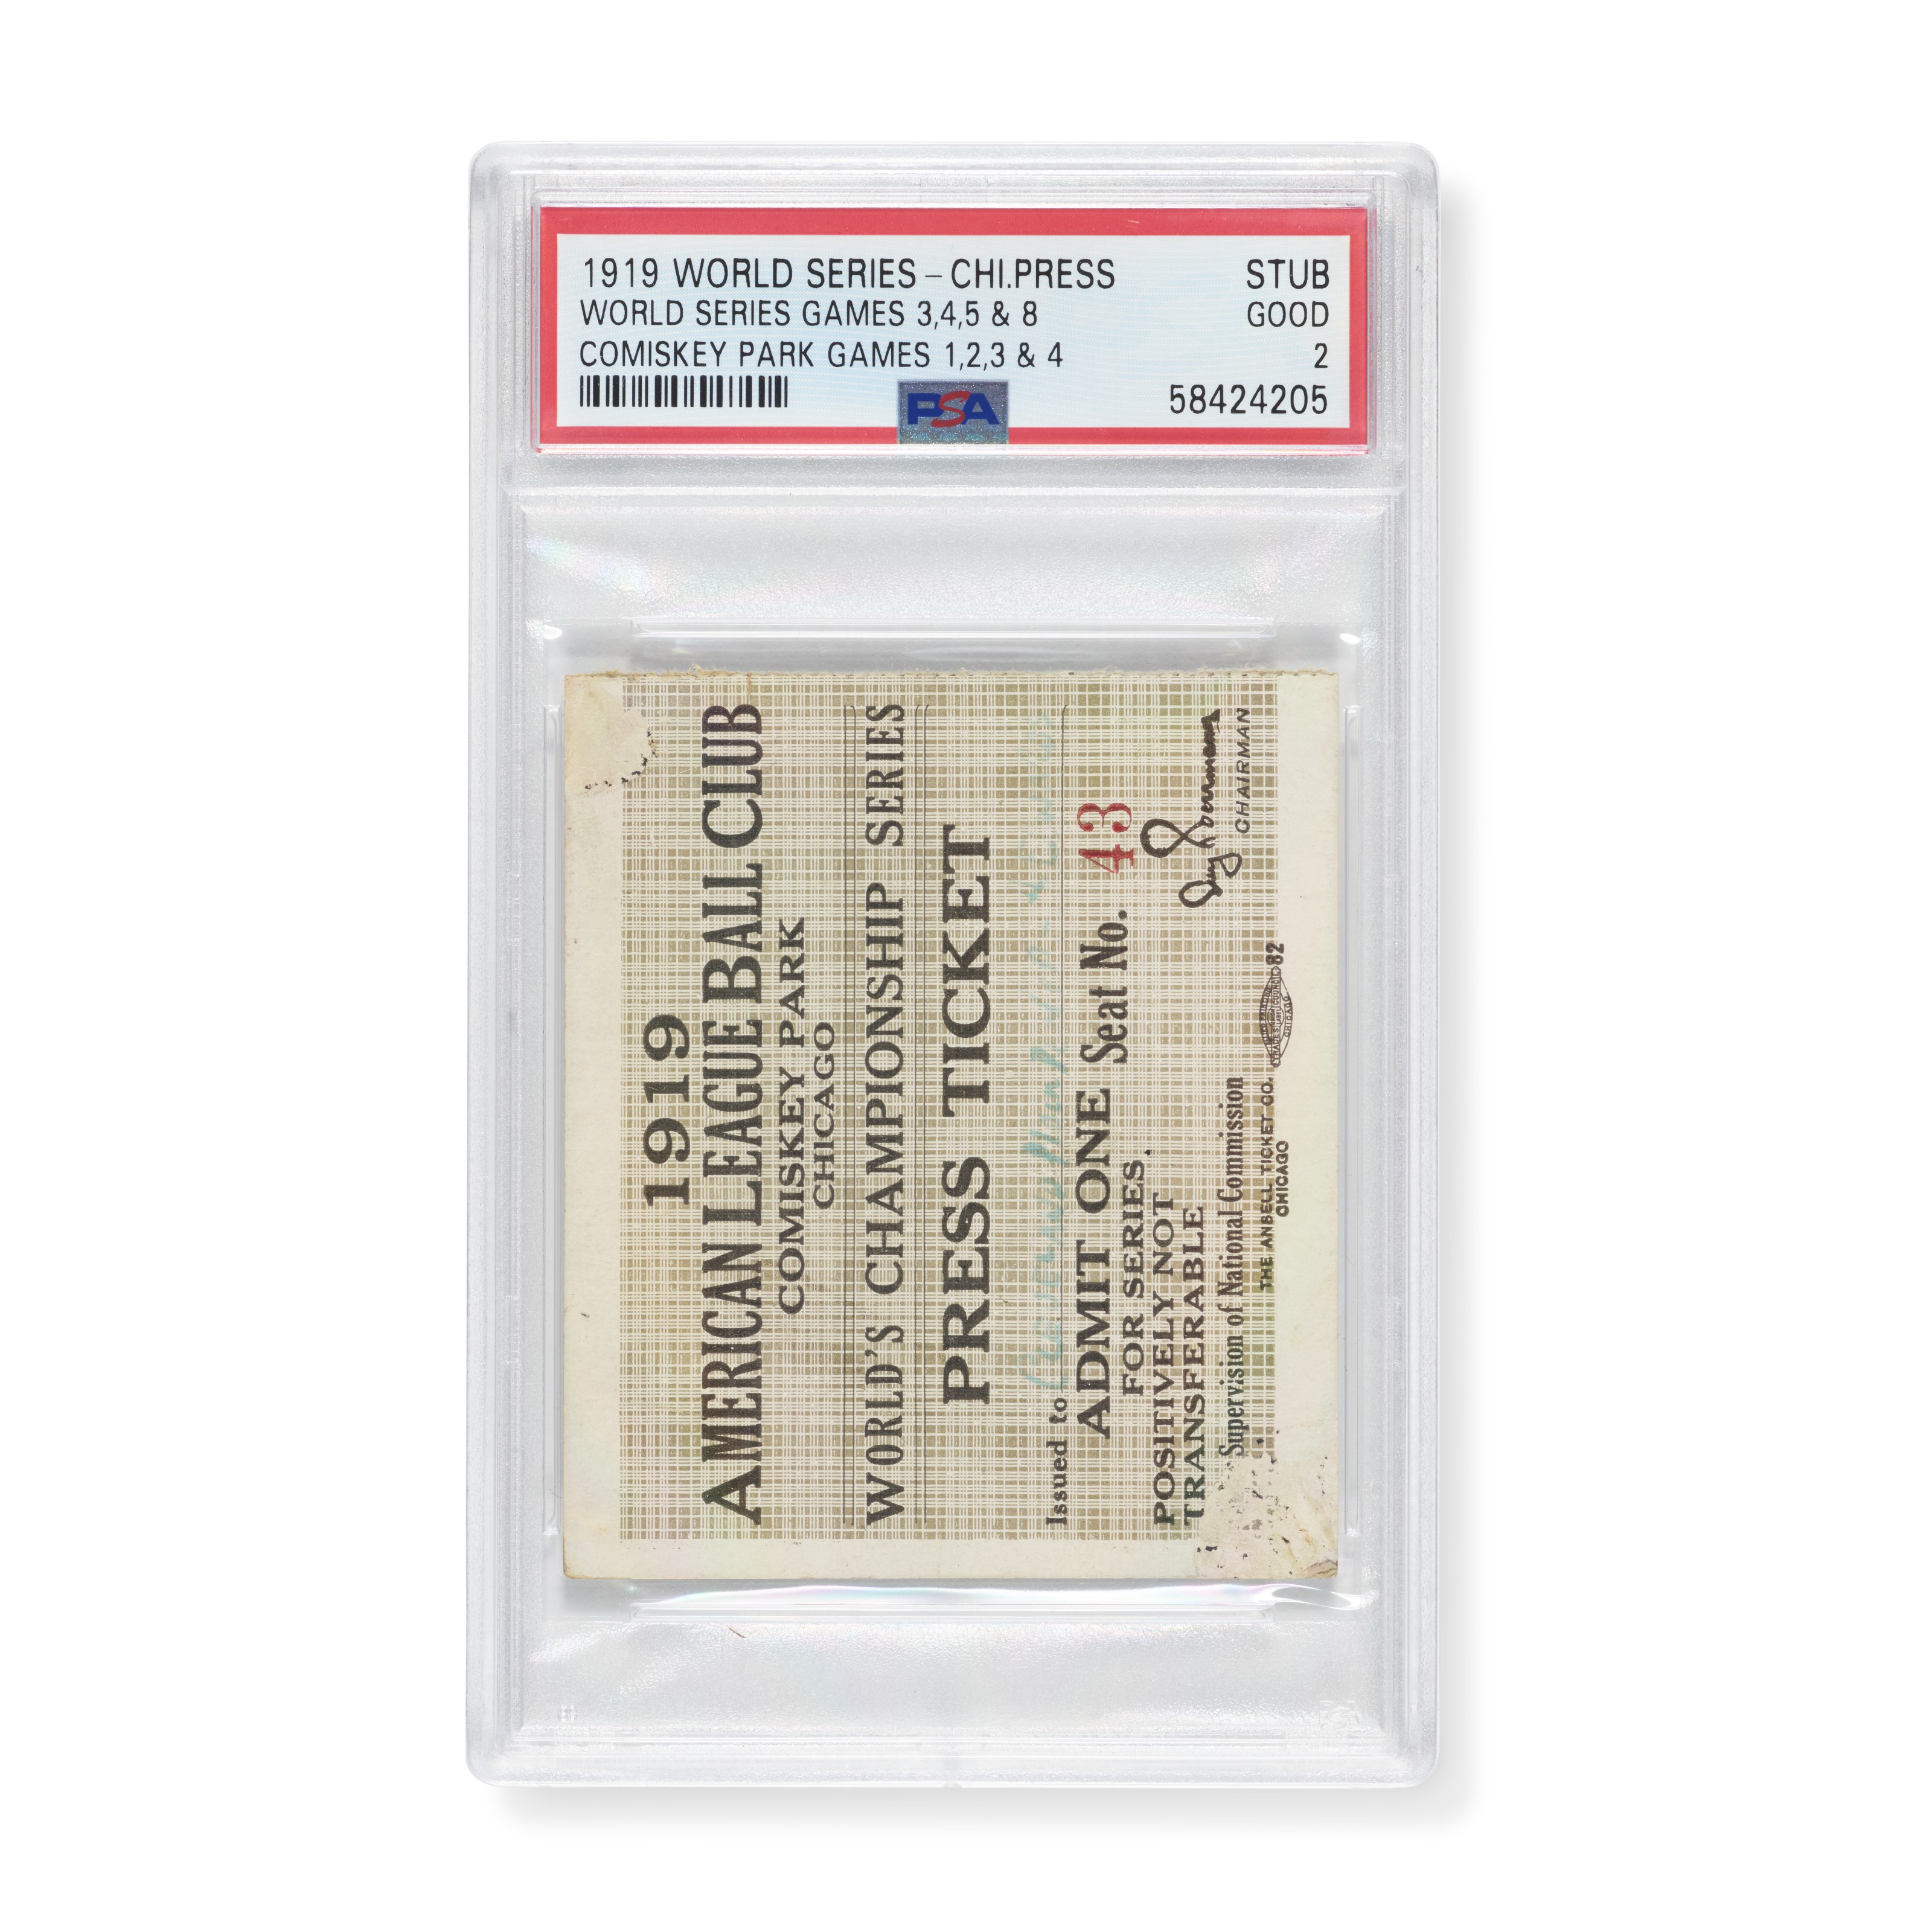 1919 WORLD SERIES – CHI.PRESS STUB
WORLD SERIES GAMES 3,4,5 & 8 GOOD
COMISKEY PARK GAMES 1,2,3 & 4 2
PSA 58424205
1919
AMERICAN LEAGUE BALL CLUB
COMISKEY PARK
CHICAGO
WORLD'S CHAMPIONSHIP SERIES
PRESS TICKET
Issued to
ADMIT ONE Seat No. 43
FOR SERIES.
POSITIVELY NOT
TRANSFERABLE
Supervision of National Commission
CHAIRMAN
THE ANSELL TICKET CO. 82
CHICAGO